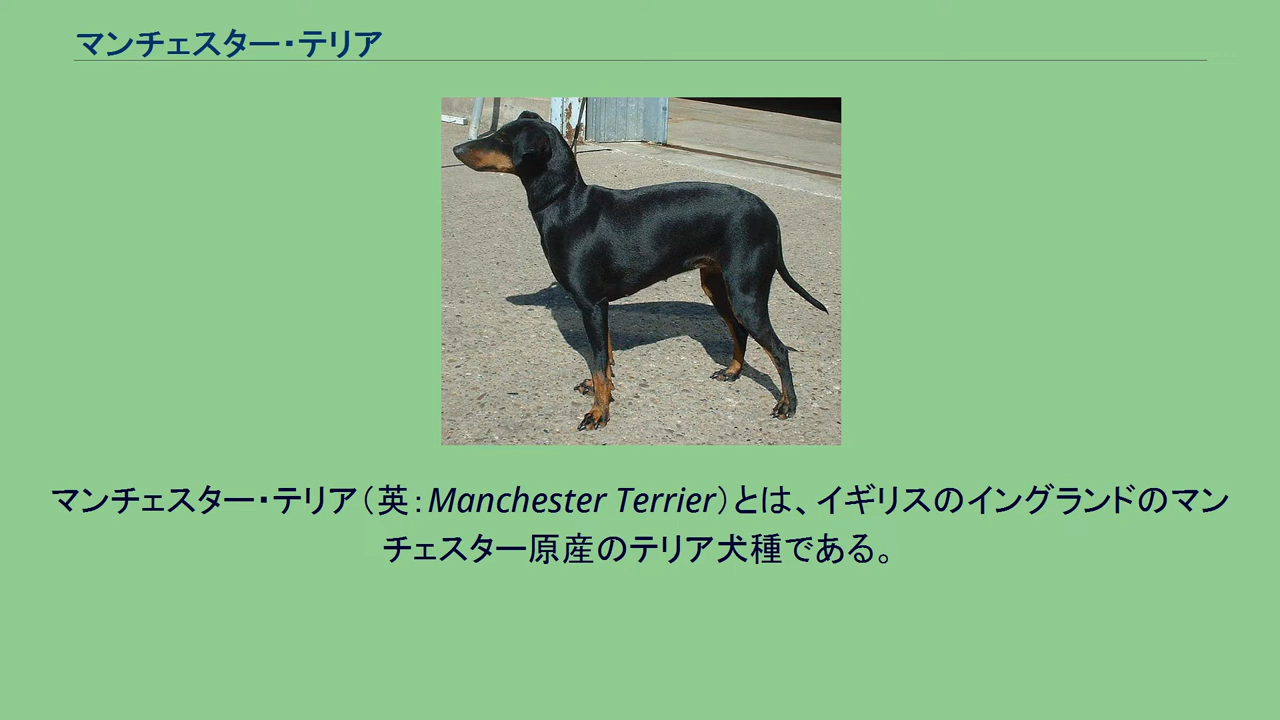 マンチェスター・テリア
マンチェスター・テリア（英：Manchester Terrier）とは、イギリスのイングランドのマン
チェスター原産のテリア犬種である。